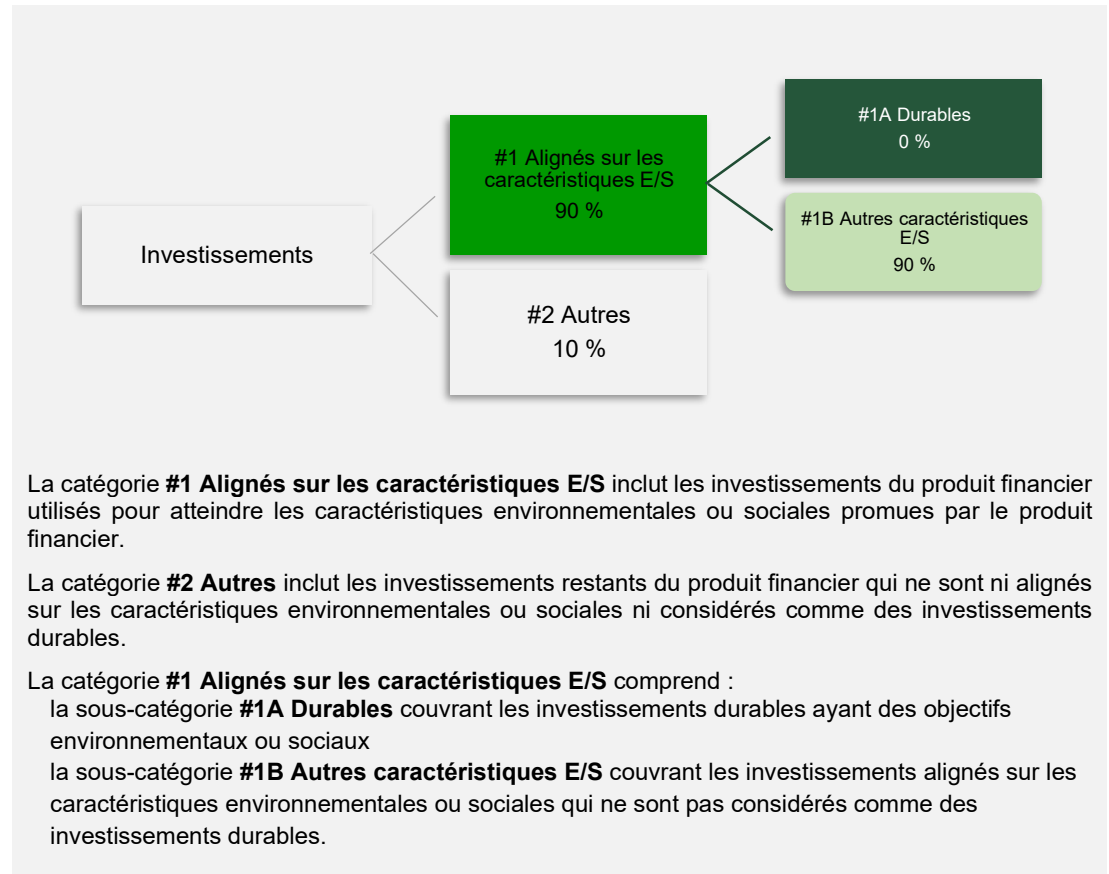 #1A Durables
0 %
#1 Alignés sur les
caractéristiques E/S
90 %
#1B Autres caractéristiques
E/S
90 %
Investissements
#2 Autres
10 %
La catégorie #1 Alignés sur les caractéristiques E/S inclut les investissements du produit financier
utilisés pour atteindre les caractéristiques environnementales ou sociales promues par le produit
financier.
La catégorie #2 Autres inclut les investissements restants du produit financier qui ne sont ni alignés
sur les caractéristiques environnementales ou sociales ni considérés comme des investissements
durables.
La catégorie #1 Alignés sur les caractéristiques E/S comprend :
la sous-catégorie #1A Durables couvrant les investissements durables ayant des objectifs
environnementaux ou sociaux
la sous-catégorie #1B Autres caractéristiques E/S couvrant les investissements alignés sur les
caractéristiques environnementales ou sociales qui ne sont pas considérés comme des
investissements durables.